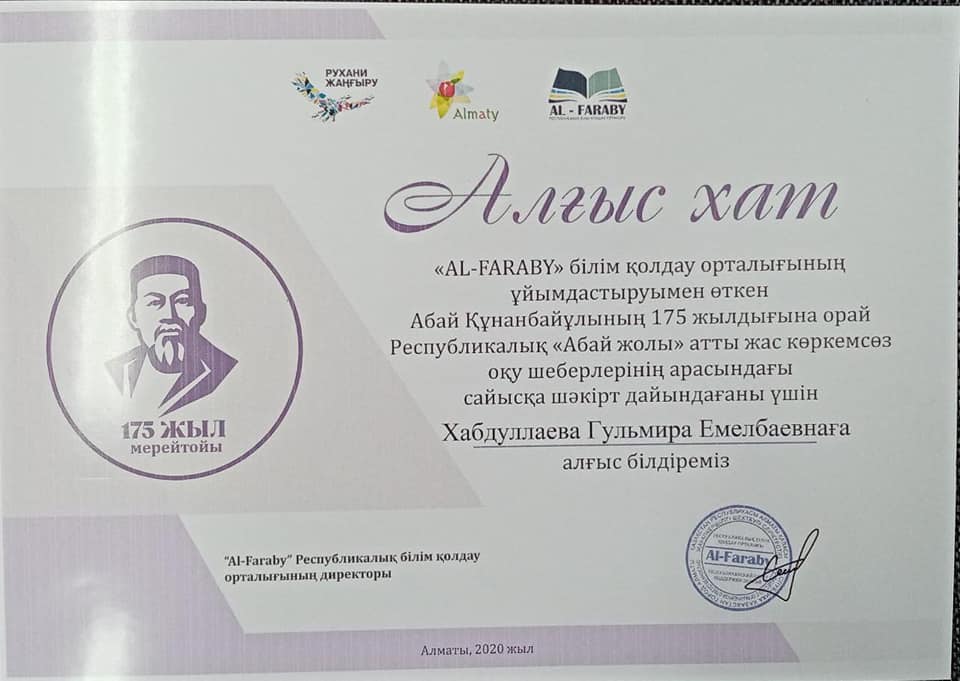 РУХАНИ
ЖАҢҒЫРУ
Almaty
AL - FARABY
Алғыс хат
«AL-FARABY» білім қолдау орталығының
ұйымдастыруымен өткен
Абай Құнанбайұлының 175 жылдығына орай
Республикалық «Абай жолы» атты жас көркемсөз
оқу шеберлерінің арасындағы
сайысқа шәкірт дайындағаны үшін
Хабдуллаева Гульмира Емелбаевнаға
алғыс білдіреміз
175 ЖЫЛ
мерейтойы
"Al-Faraby" Республикалық білім қолдау
орталығының директоры
Al-Faraby
Алматы, 2020 жыл